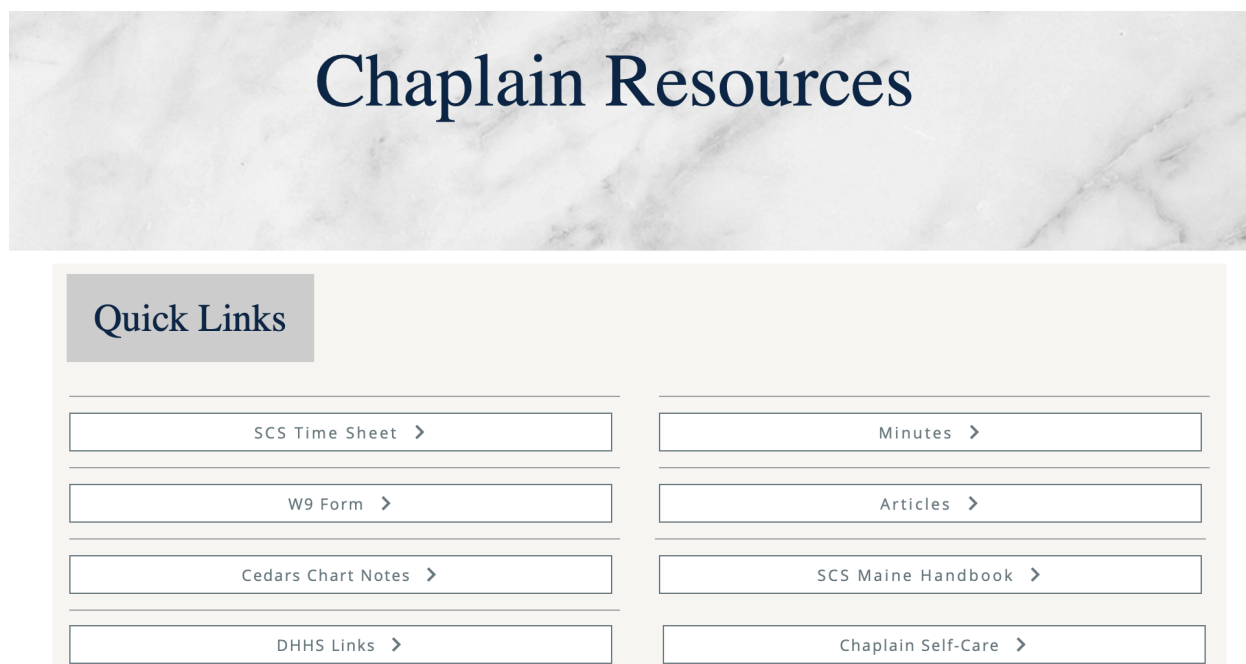 Chaplain Resources
Quick Links
SCS Time Sheet
Minutes
W9 Form
Articles
Cedars Chart Notes
SCS Maine Handbook
DHHS Links
Chaplain Self-Care